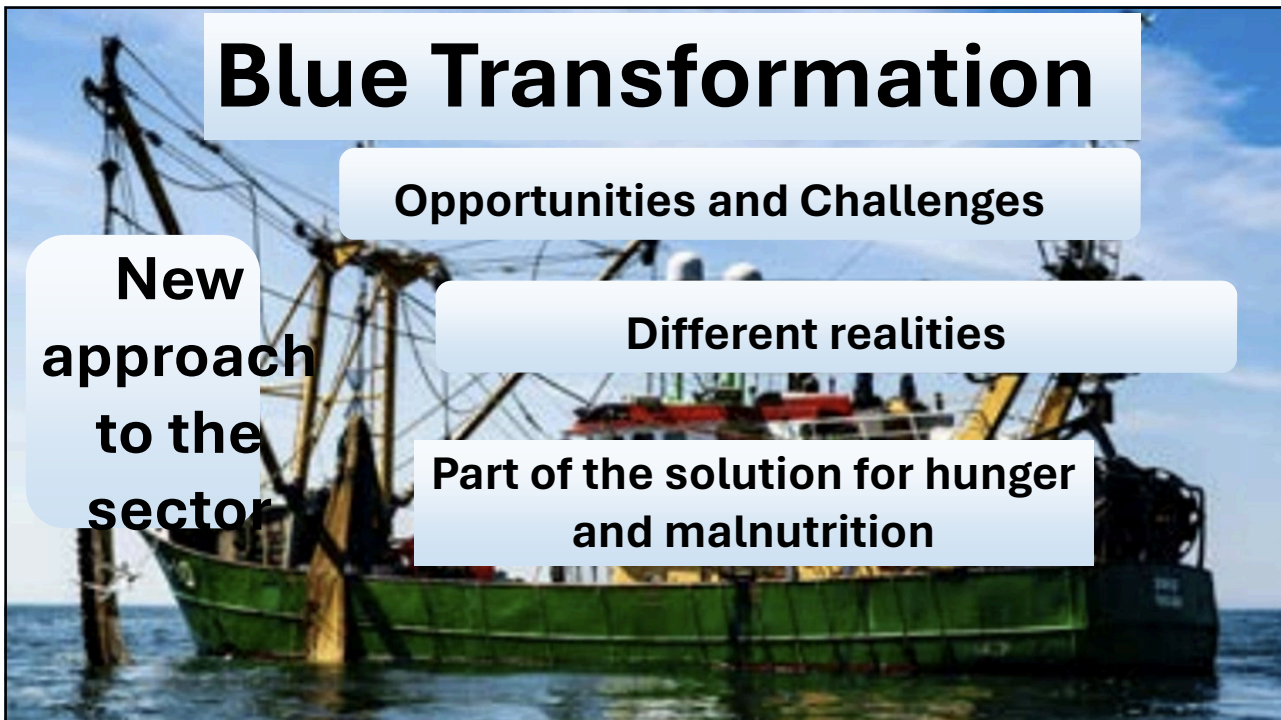 Blue Transformation
Opportunities and Challenges
New
approach
to the
sector
Different realities
Part of the solution for hunger
and malnutrition